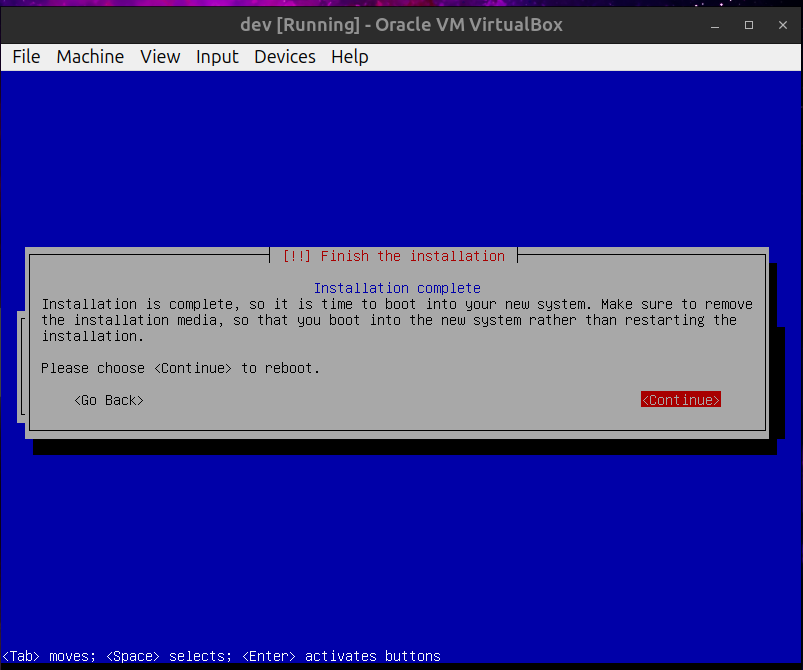 dev [Running] - Oracle VM VirtualBox
File Machine View Input Devices Help
[!!] Finish the installation
Installation complete
Installation is complete, so it is time to boot into your new system. Make sure to remove
the installation media, so that you boot into the new system rather than restarting the
installation.
Please choose <Continue> to reboot.
<Go Back> <Continue>
<Tab> moves; <Space> selects; <Enter> activates buttons